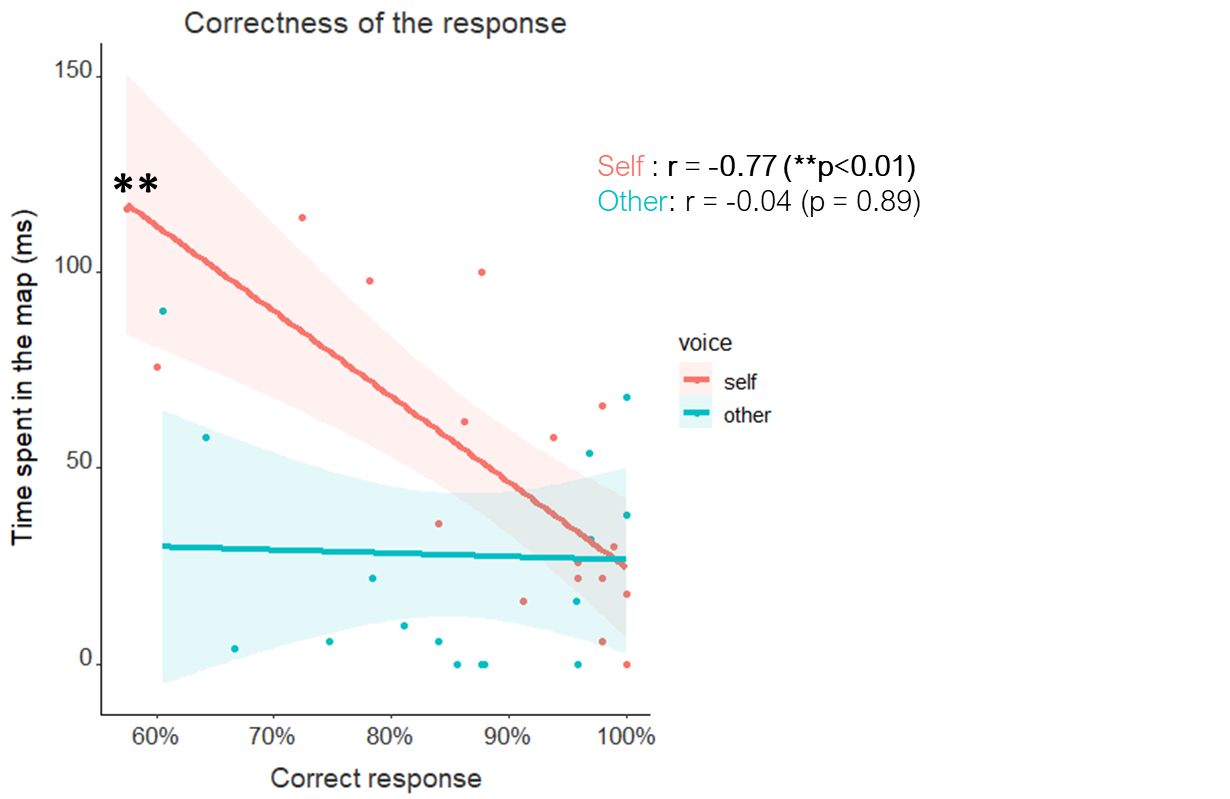 Correctness of the response
150
100
50
0
Time spent in the map (ms)
**
Self : r = -0.77 (**p<0.01)
Other: r = -0.04 (p = 0.89)
voice
self
other
60% 70% 80% 90% 100%
Correct response